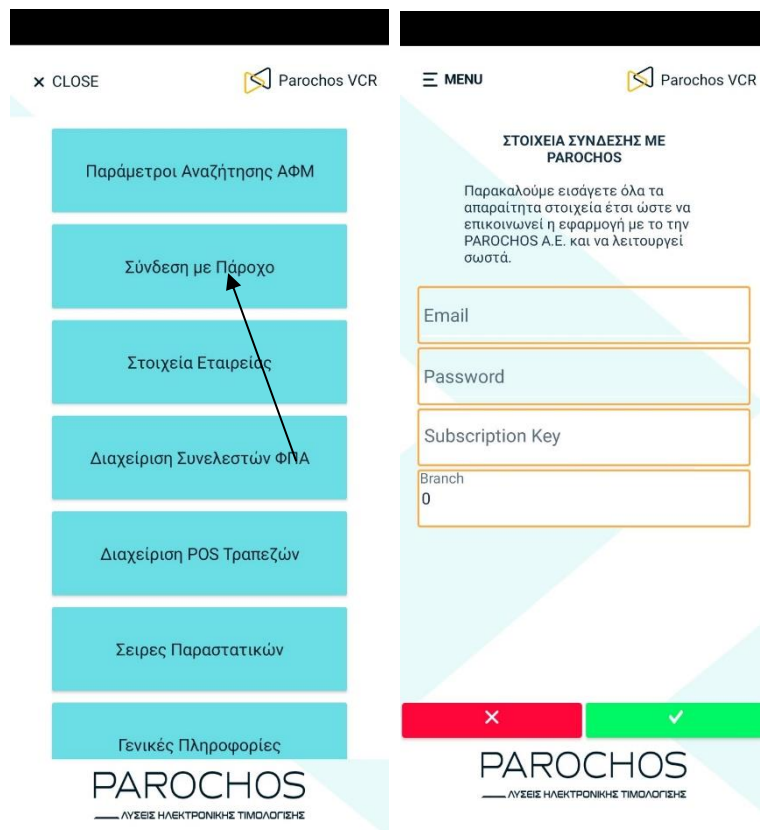 CLOSE
Parochos VCR
Παράμετροι Αναζήτησης ΑΦΜ
Σύνδεση με Πάροχο
Στοιχεία Εταιρείας
Διαχείριση Συνελεστών ΦΠΑ
Διαχείριση POS Τραπεζών
Σειρες Παραστατικών
Γενικές Πληροφορίες
PAROCHOS
ΛΥΣΕΙΣ ΗΛΕΚΤΡΟΝΙΚΗΣ ΤΙΜΟΛΟΓΙΣΗΣ
MENU
Parochos VCR
ΣΤΟΙΧΕΙΑ ΣΥΝΔΕΣΗΣ ΜΕ
PAROCHOS
Παρακαλούμε εισάγετε όλα τα
απαραίτητα στοιχεία έτσι ώστε να
επικοινωνεί η εφαρμογή με το την
PAROCHOS Α.Ε. και να λειτουργεί
σωστά.
Email
Password
Subscription Key
Branch
0
PAROCHOS
ΛΥΣΕΙΣ ΗΛΕΚΤΡΟΝΙΚΗΣ ΤΙΜΟΛΟΓΙΣΗΣ